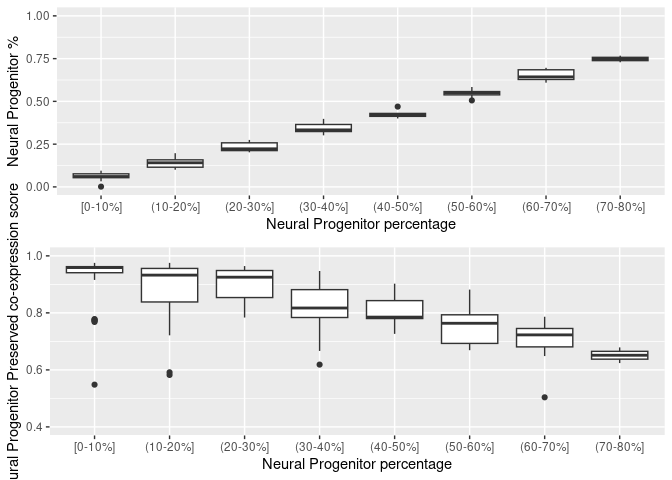 Neural Progenitor %
1.00
0.75
0.50
0.25
0.00
[0-10%] (10-20%] (20-30%] (30-40%] (40-50%] (50-60%] (60-70%] (70-80%]
Neural Progenitor percentage
ural Progenitor Preserved co-expression score
1.0
0.8
0.6
0.4
[0-10%] (10-20%] (20-30%] (30-40%] (40-50%] (50-60%] (60-70%] (70-80%]
Neural Progenitor percentage